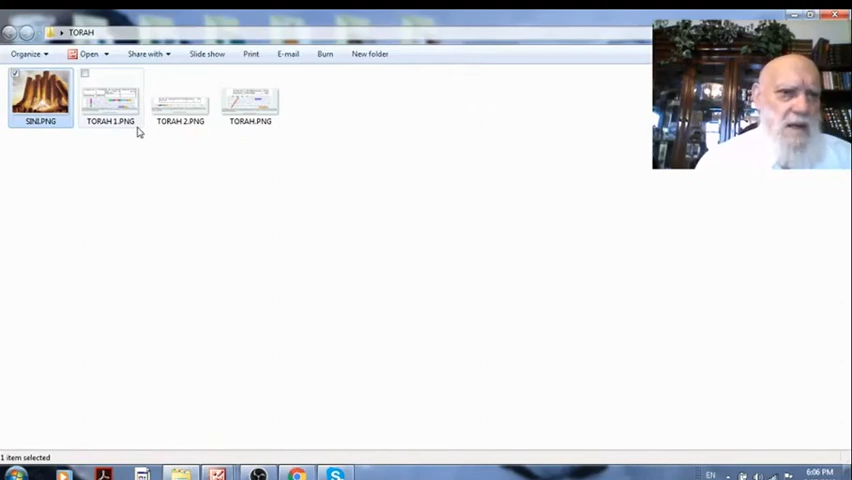 TORAH
Organize Open Share with Slide show Print E-mail Burn New folder
SINI.PNG TORAH 1.PNG TORAH 2.PNG TORAH.PNG
1 item selected
EN 6:06 PM